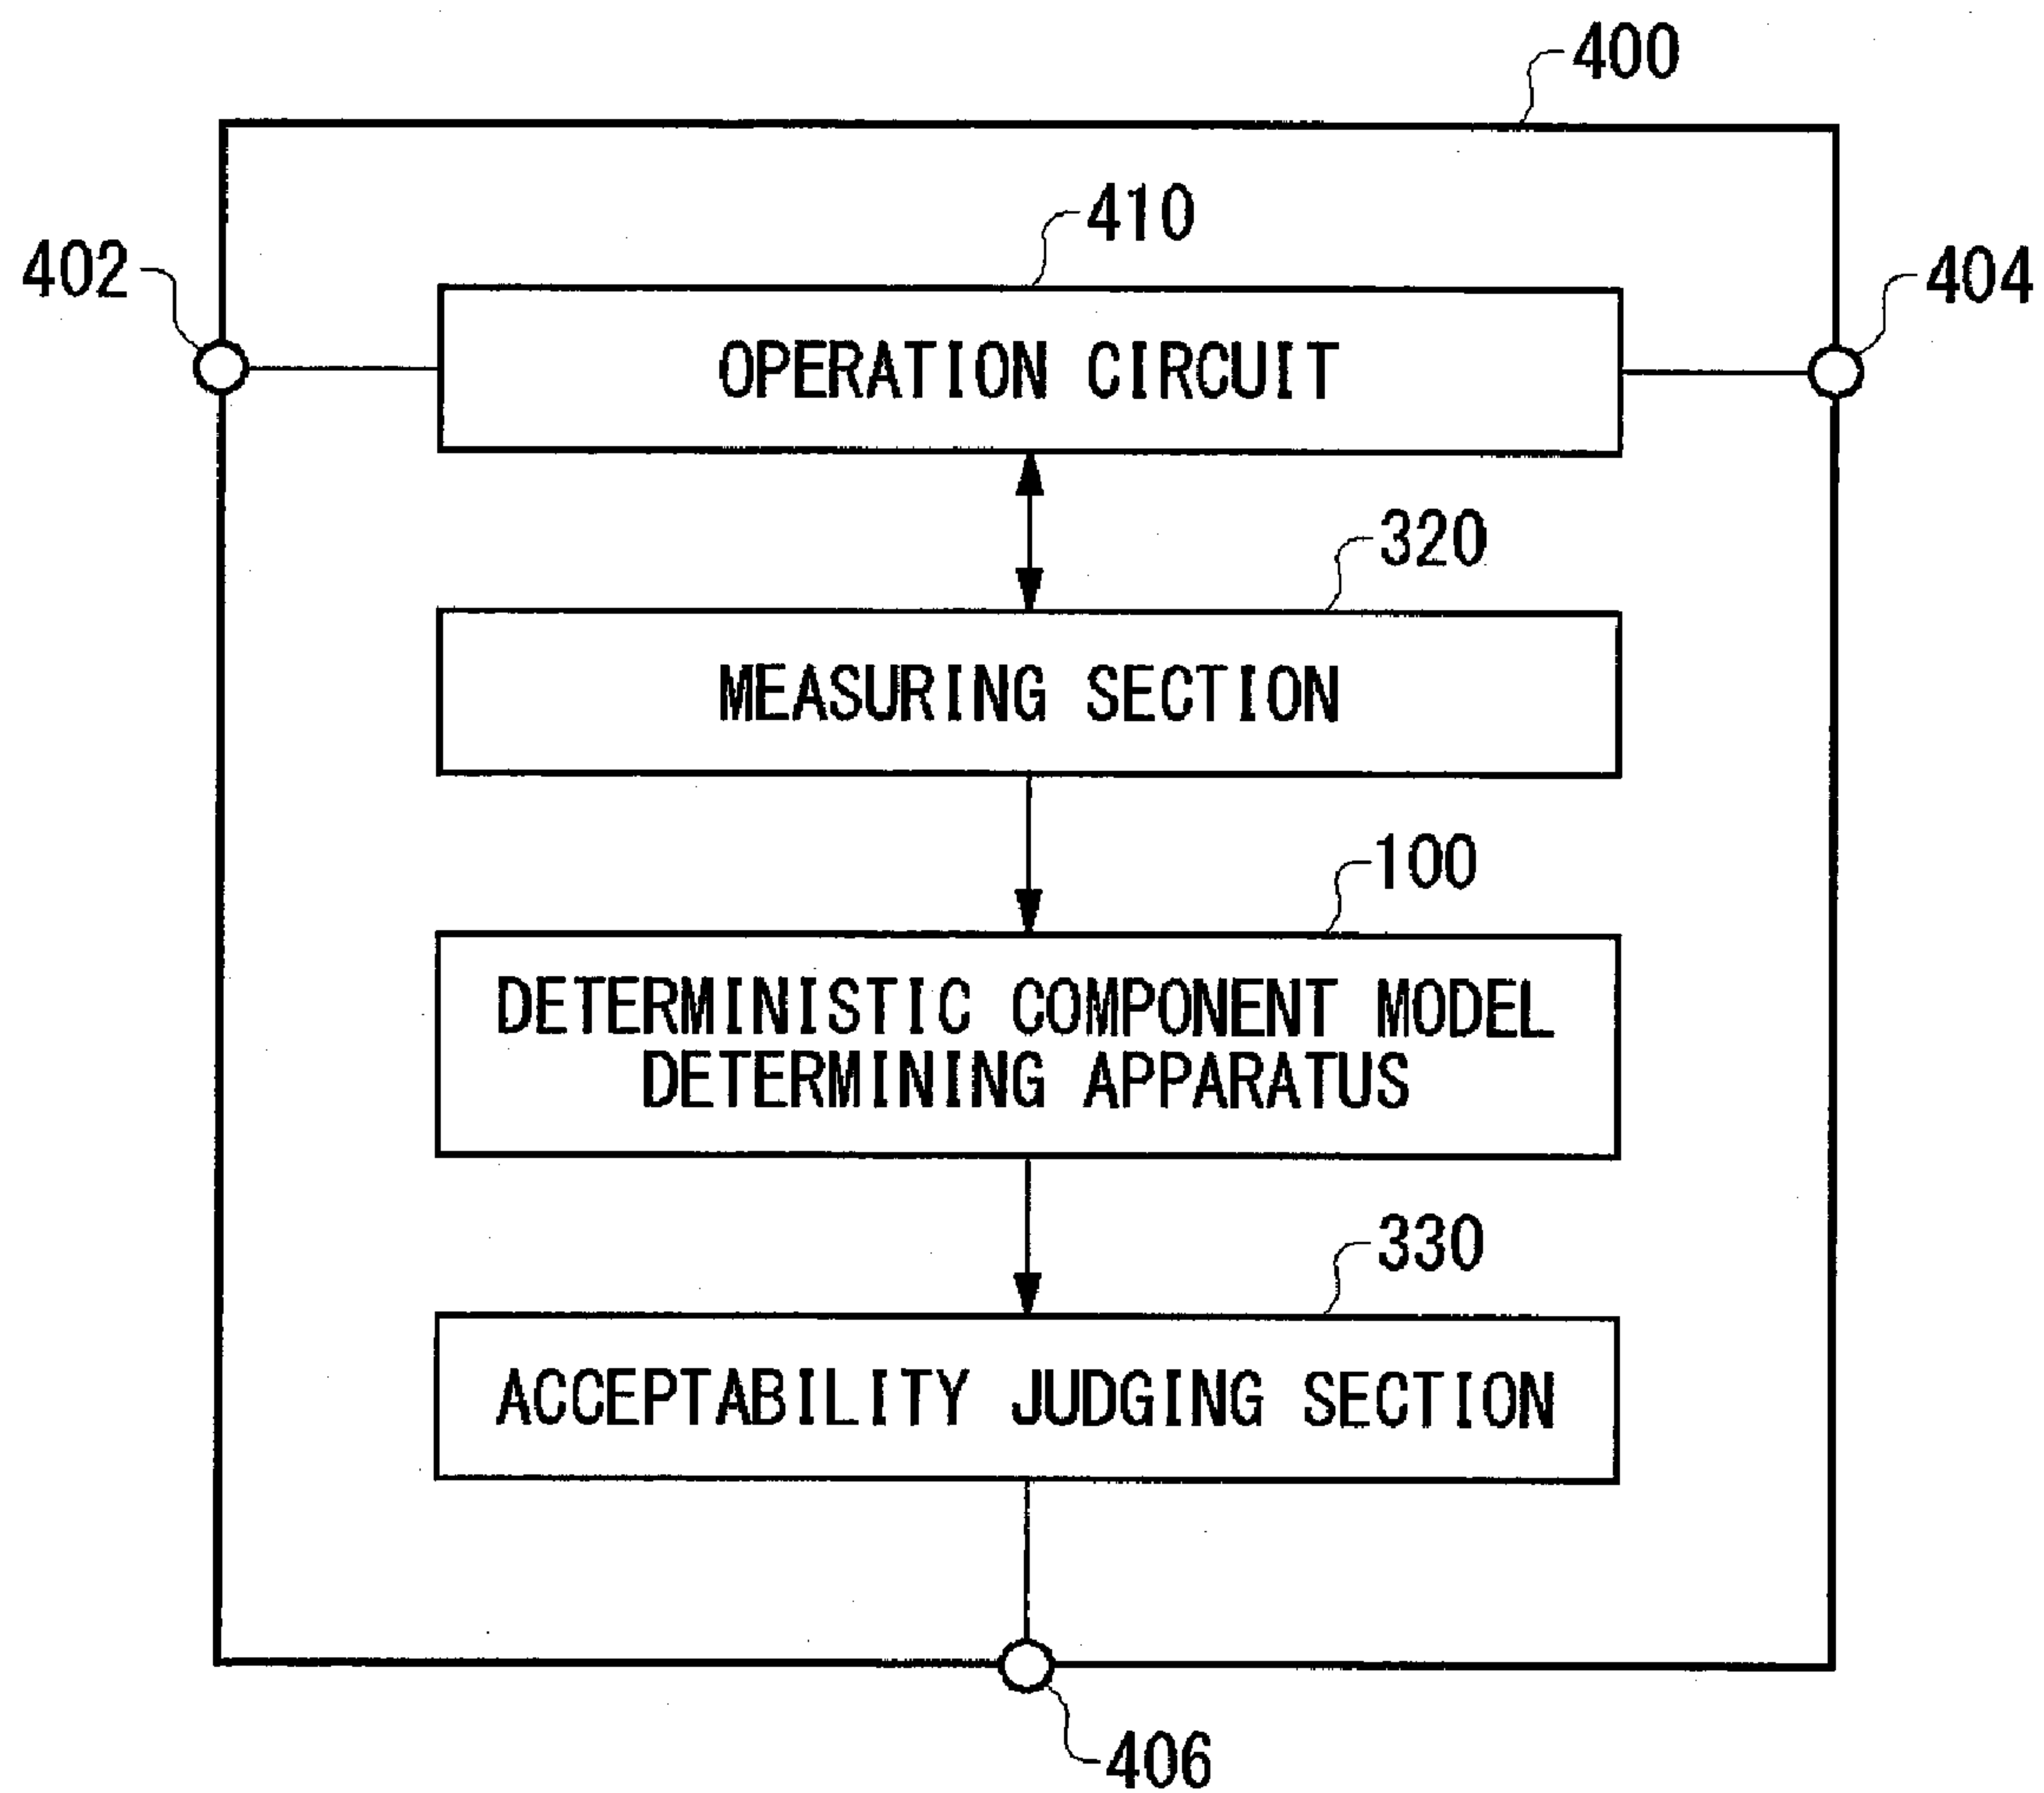 400
410
402
404
OPERATION CIRCUIT
320
MEASURING SECTION
100
DETERMINISTIC COMPONENT MODEL
DETERMINING APPARATUS
330
ACCEPTABILITY JUDGING SECTION
406